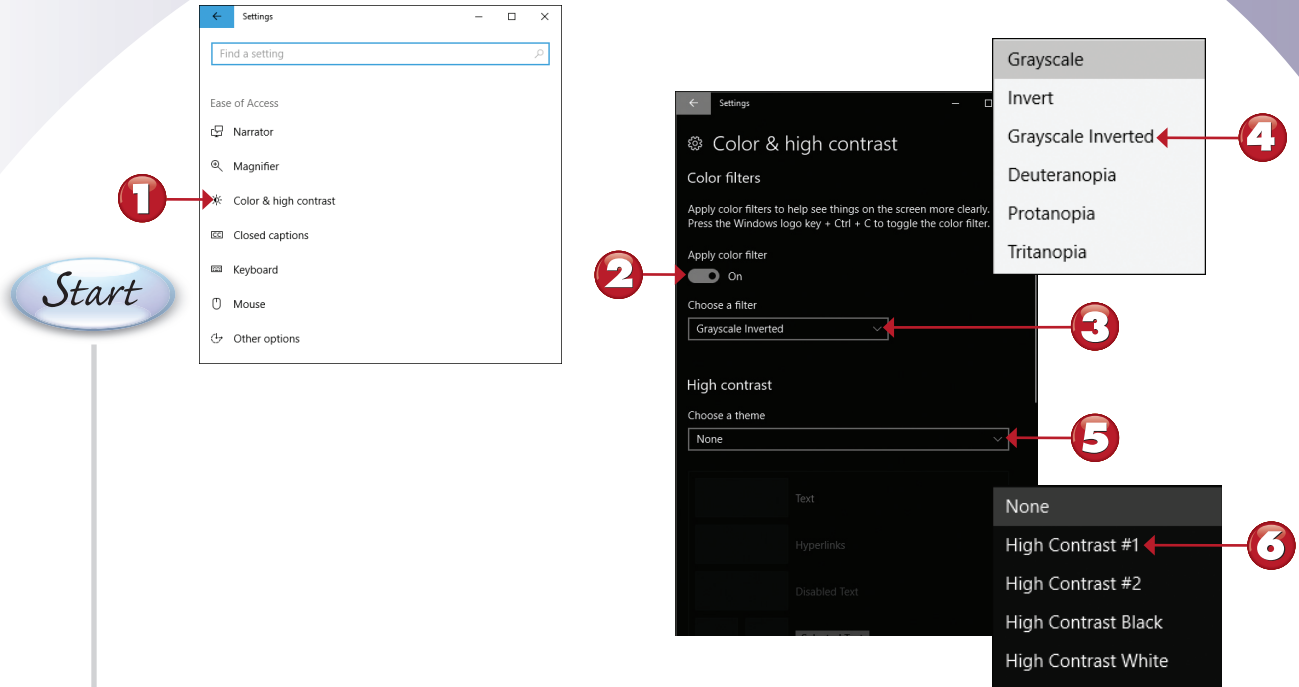 Settings
Find a setting
Ease of Access
Narrator
Magnifier
1
Color & high contrast
Closed captions
Keyboard
Mouse
Other options
Start
Settings
Color & high contrast
Color filters
Apply color filters to help see things on the screen more clearly.
Press the Windows logo key + Ctrl + C to toggle the color filter.
Apply color filter
2
On
Choose a filter
Grayscale Inverted
3
High contrast
Choose a theme
None
5
Text
Hyperlinks
Disabled Text
Grayscale
Invert
Grayscale Inverted
4
Deuteranopia
Protanopia
Tritanopia
None
High Contrast #1
6
High Contrast #2
High Contrast Black
High Contrast White